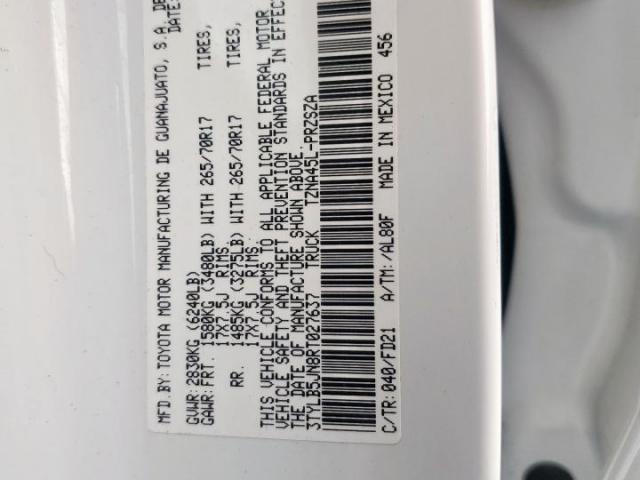 MFD.BY: TOYOTA MOTOR MANUFACTURING DE GUANAJUATO, S.A. DE
DATE:
GVWR: 2830KG (6240LB)
GAWR: FRT. 1580KG (3480LB) WITH 265/70R17 TIRES,
17X7.5J RIMS.
RR. 1485KG (3275LB) WITH 265/70R17 TIRES,
17X7.5J RIMS.
THIS VEHICLE CONFORMS TO ALL APPLICABLE FEDERAL MOTOR
VEHICLE SAFETY AND THEFT PREVENTION STANDARDS IN EFFEC
THE DATE OF MANUFACTURE SHOWN ABOVE.
3TYLB5JN8RT027637 TRUCK TZNA45L-PRZSZA
C/TR: 040/FD21 A/TM: /AL80F MADE IN MEXICO 456